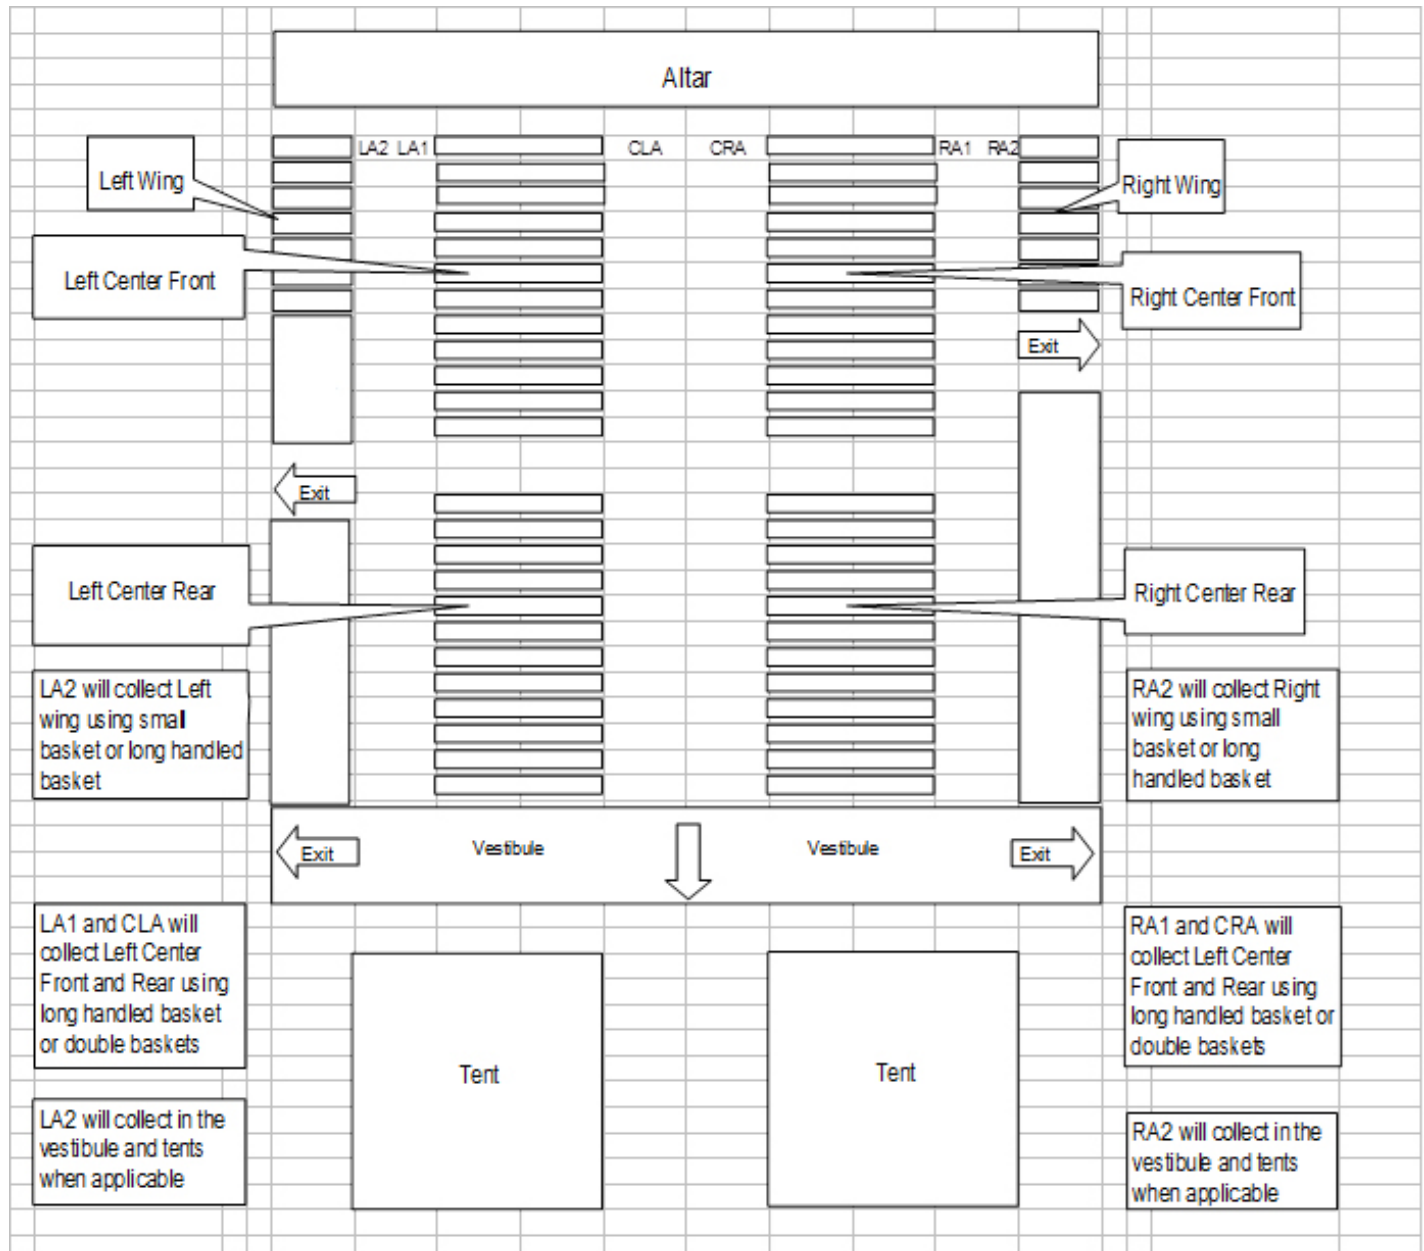 Altar
LA2 LA1 CLA CRA RA1 RA2
Left Wing
Right Wing
Left Center Front
Right Center Front
Exit
Exit
Left Center Rear
Right Center Rear
LA2 will collect Left
wing using small
basket or long handled
basket
RA2 will collect Right
wing using small
basket or long
handled basket
Exit
Vestibule
Vestibule
Exit
LA1 and CLA will
collect Left Center
Front and Rear using
long handled basket
or double baskets
RA1 and CRA will
collect Left Center
Front and Rear using
long handled basket or
double baskets
Tent
Tent
LA2 will collect in the
vestibule and tents
when applicable
RA2 will collect in the
vestibule and tents
when applicable